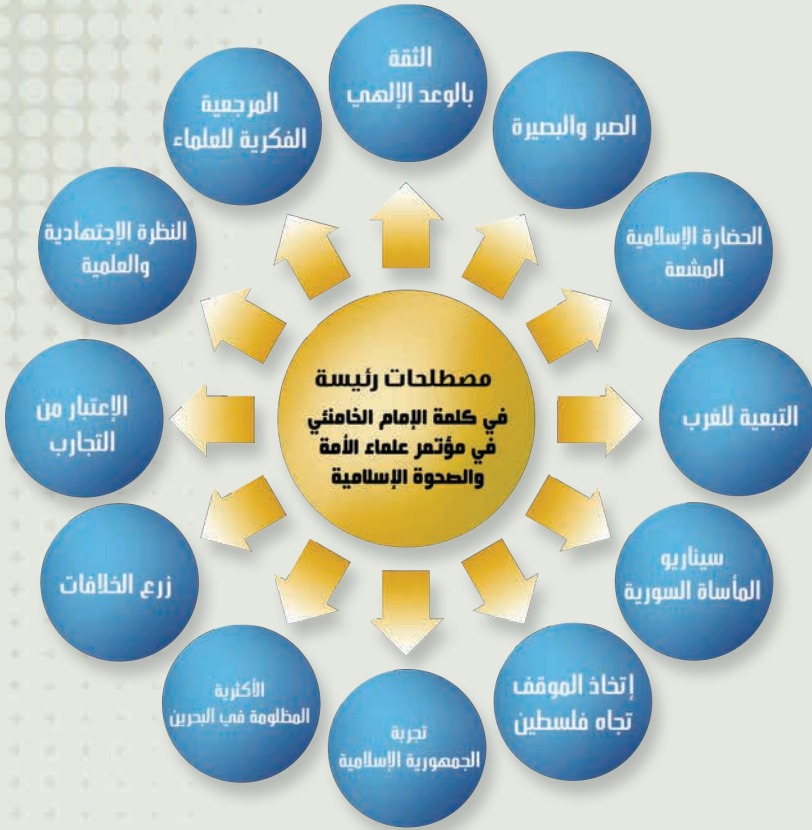 مصطلحات رئيسة
في كلمة الإمام الخامنئي
في مؤتمر علماء الأمة
والصحوة الإسلامية
الثقة
بالوعد الإلهي
الصبر والبصيرة
الحضارة الإسلامية
المشعة
التبعية للغرب
سيناريو
المأساة السورية
إتخاذ الموقف
تجاه فلسطين
تجربة
الجمهورية الإسلامية
الأكثرية
المظلومة في البحرين
زرع الخلافات
الإعتبار من
التجارب
النظرة الإجتهادية
والعلمية
المرجعية
الفكرية للعلماء